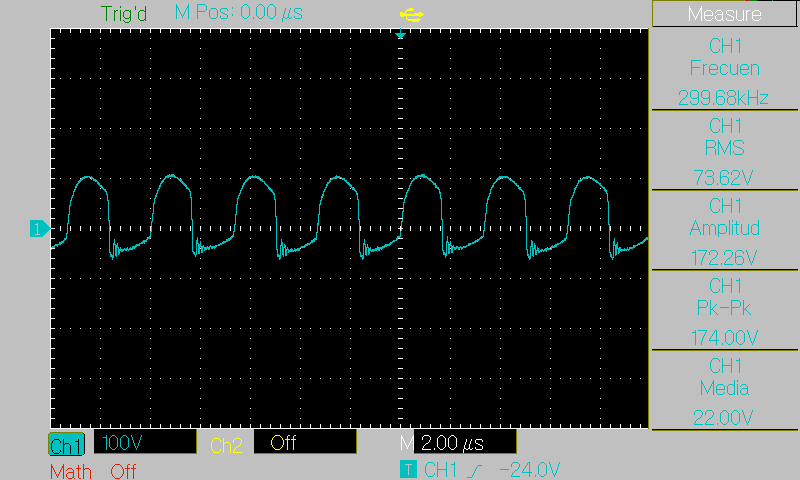 Trig'd M Pos: 0.00 µs Measure
CH1
Frecuen
299.68kHz
CH1
RMS
73.62V
CH1
Amplitud
172.26V
CH1
Pk-Pk
174.00V
CH1
Media
22.00V
1
Ch1 100V Ch2 Off M 2.00 µs
Math Off T CH1 -24.0V